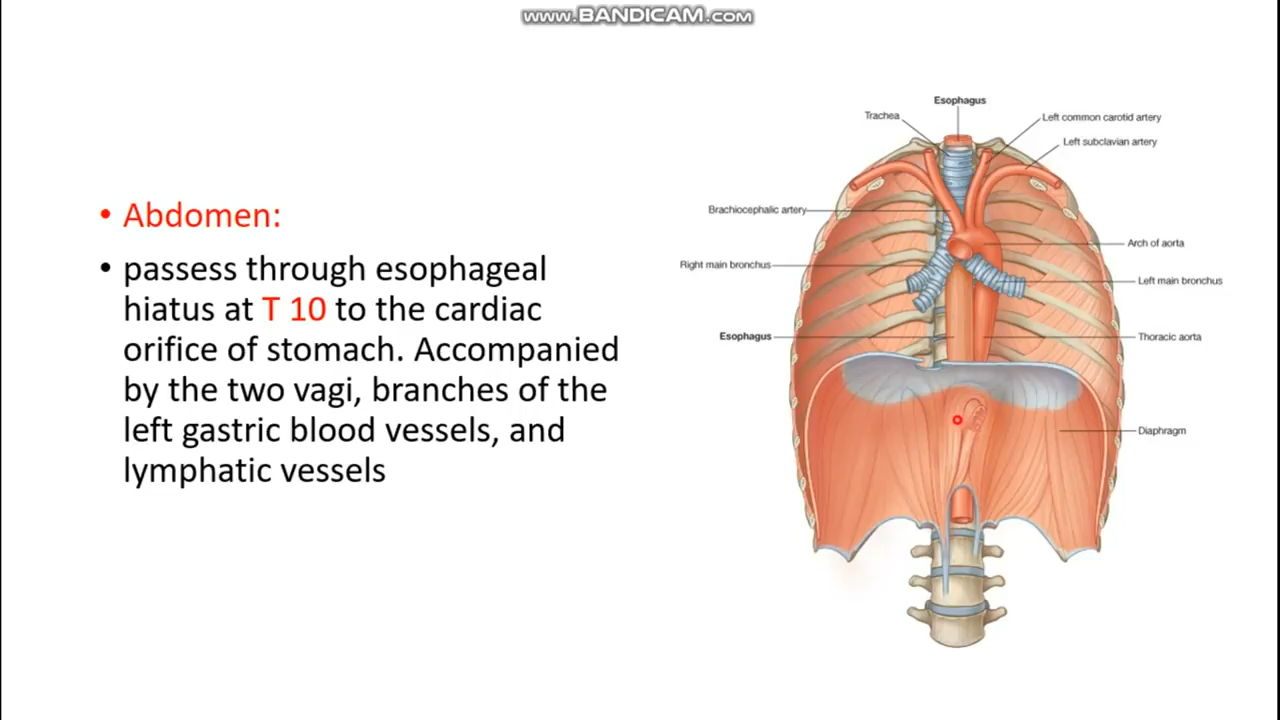 www.BANDICAM.com
Esophagus
Trachea
Left common carotid artery
Left subclavian artery
Brachiocephalic artery
Arch of aorta
Right main bronchus
Left main bronchus
Esophagus
Thoracic aorta
Diaphragm
• Abdomen:
• passess through esophageal
hiatus at T 10 to the cardiac
orifice of stomach. Accompanied
by the two vagi, branches of the
left gastric blood vessels, and
lymphatic vessels